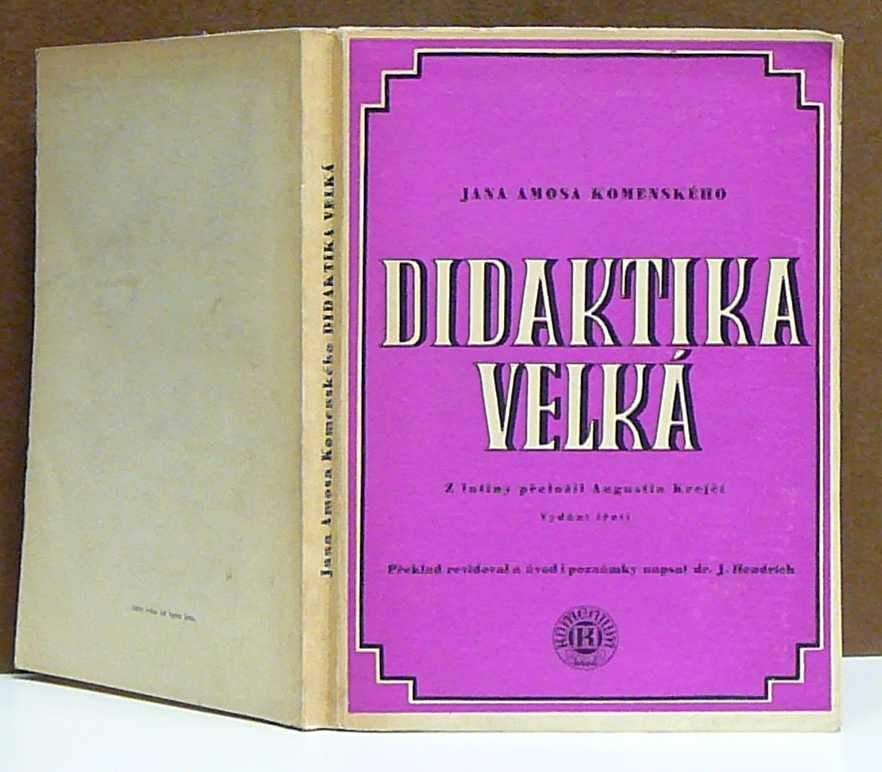 JANA AMOSA KOMENSKÉHO
DIDAKTIKA
VELKÁ
Z latiny přeložil Augustin Krejčí
Vydání třetí
Překlad revidoval a úvod i poznámky napsal dr. J. Hendrich
KOMENIUM
K
Jana Amosa Komenského DIDAKTIKA VELKÁ